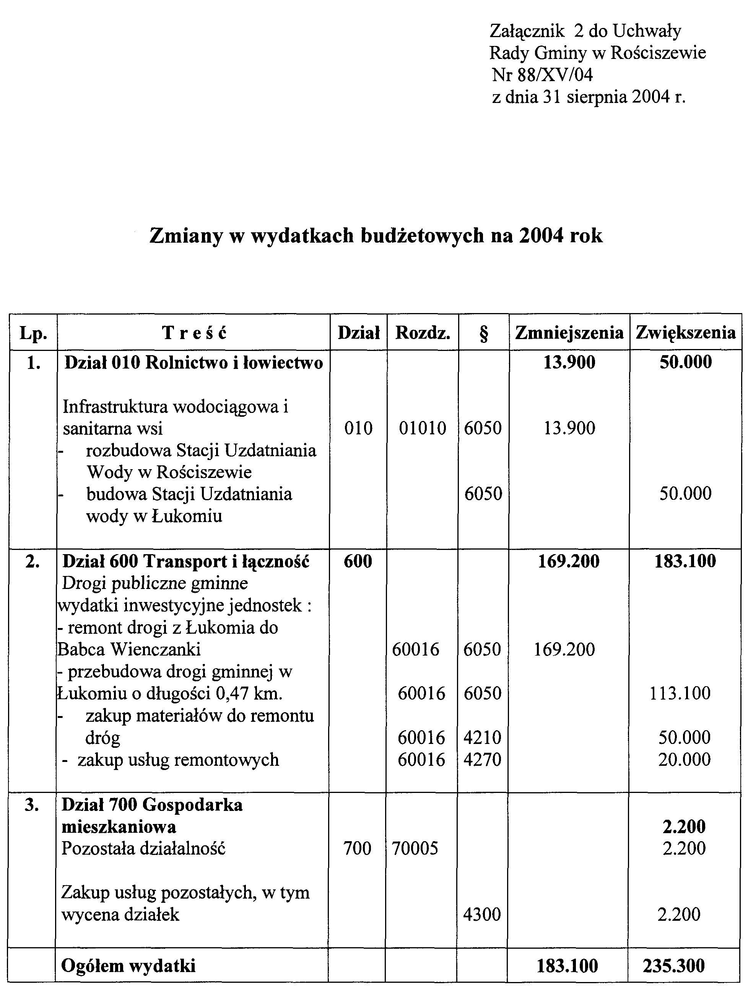 Załącznik 2 do Uchwały
Rady Gminy w Rościszewie
Nr 88/XV/04
z dnia 31 sierpnia 2004 r.
Zmiany w wydatkach budżetowych na 2004 rok
Lp. T r e ś ć Dział Rozdz. § Zmniejszenia Zwiększenia
1. Dział 010 Rolnictwo i łowiectwo 13.900 50.000
Infrastruktura wodociągowa i
sanitarna wsi 010 01010 6050 13.900
- rozbudowa Stacji Uzdatniania
Wody w Rościszewie
- budowa Stacji Uzdatniania 6050 50.000
wody w Łukomiu
2. Dział 600 Transport i łączność 600 169.200 183.100
Drogi publiczne gminne
wydatki inwestycyjne jednostek :
- remont drogi z Łukomia do
Babca Wienczanki 60016 6050 169.200
- przebudowa drogi gminnej w
Łukomiu o długości 0,47 km. 60016 6050 113.100
- zakup materiałów do remontu
dróg 60016 4210 50.000
- zakup usług remontowych 60016 4270 20.000
3. Dział 700 Gospodarka
mieszkaniowa 2.200
Pozostała działalność 700 70005 2.200
Zakup usług pozostałych, w tym
wycena działek 4300 2.200
Ogółem wydatki 183.100 235.300